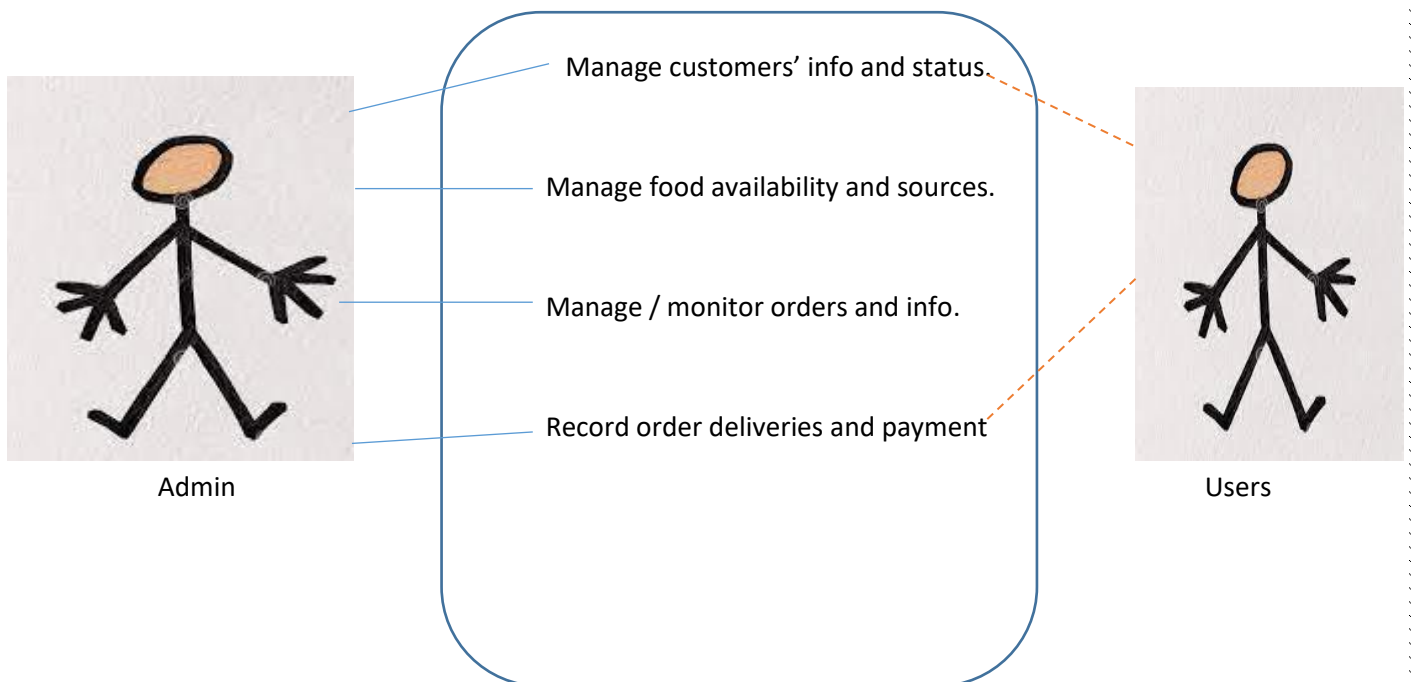 Manage customers’ info and status.
Manage food availability and sources.
Manage / monitor orders and info.
Record order deliveries and payment
Admin
Users